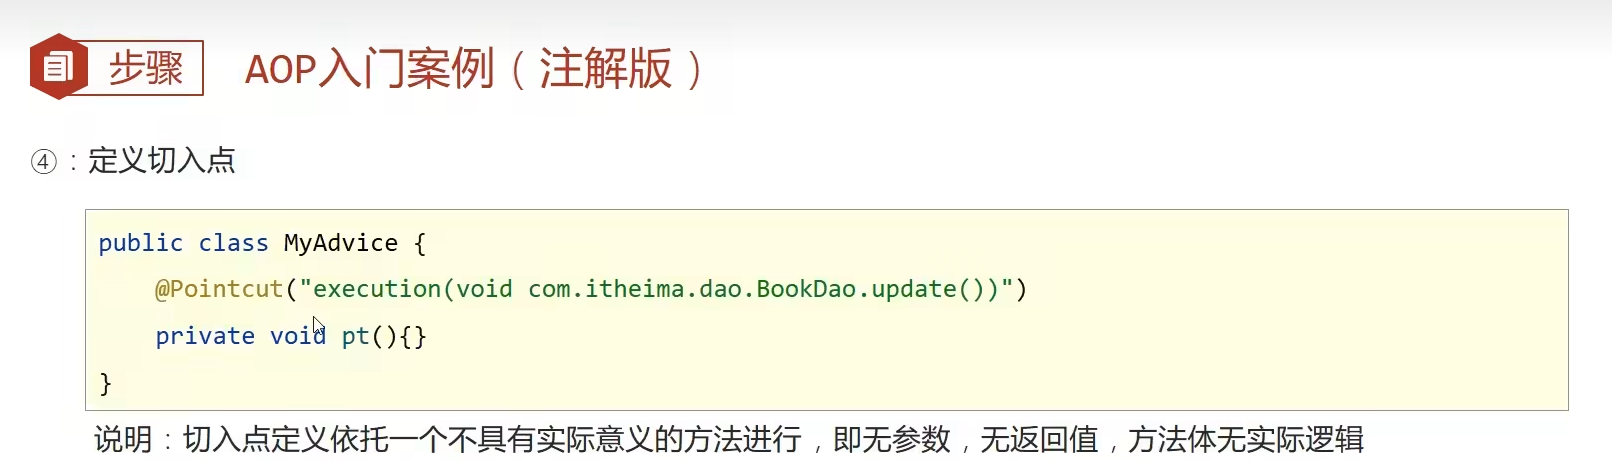 步骤 AOP入门案例（注解版）
④：定义切入点
public class MyAdvice {
@Pointcut("execution(void com.itheima.dao.BookDao.update())")
private void pt(){}
}
说明：切入点定义依托一个不具有实际意义的方法进行，即无参数，无返回值，方法体无实际逻辑